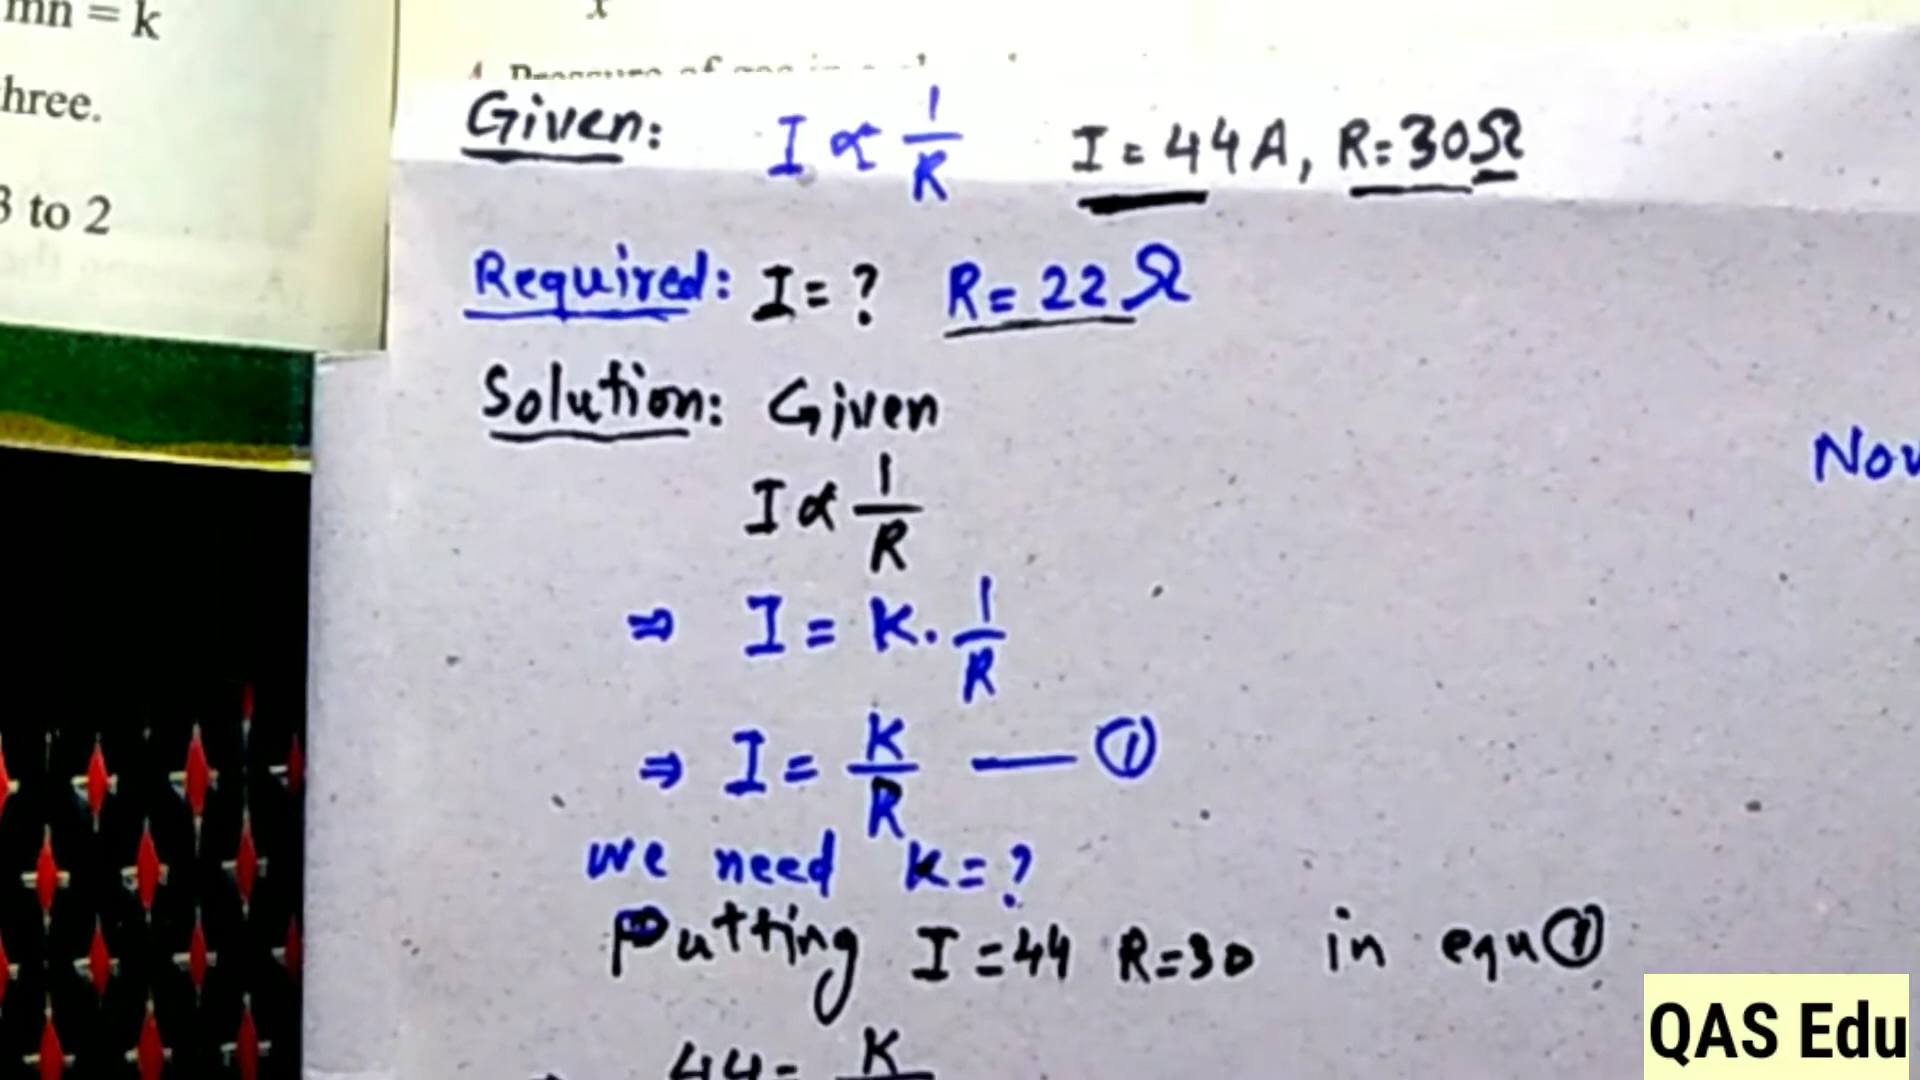 mn = k
hree.
3 to 2
x
Given: I ∝ 1/R I = 44A, R=30Ω
Required: I = ? R= 22Ω
Solution: Given
I ∝ 1/R
⇒ I = K. 1/R
⇒ I = K/R — ①
we need K=?
Putting I =44 R=30 in equ①
44= K
Now
QAS Edu